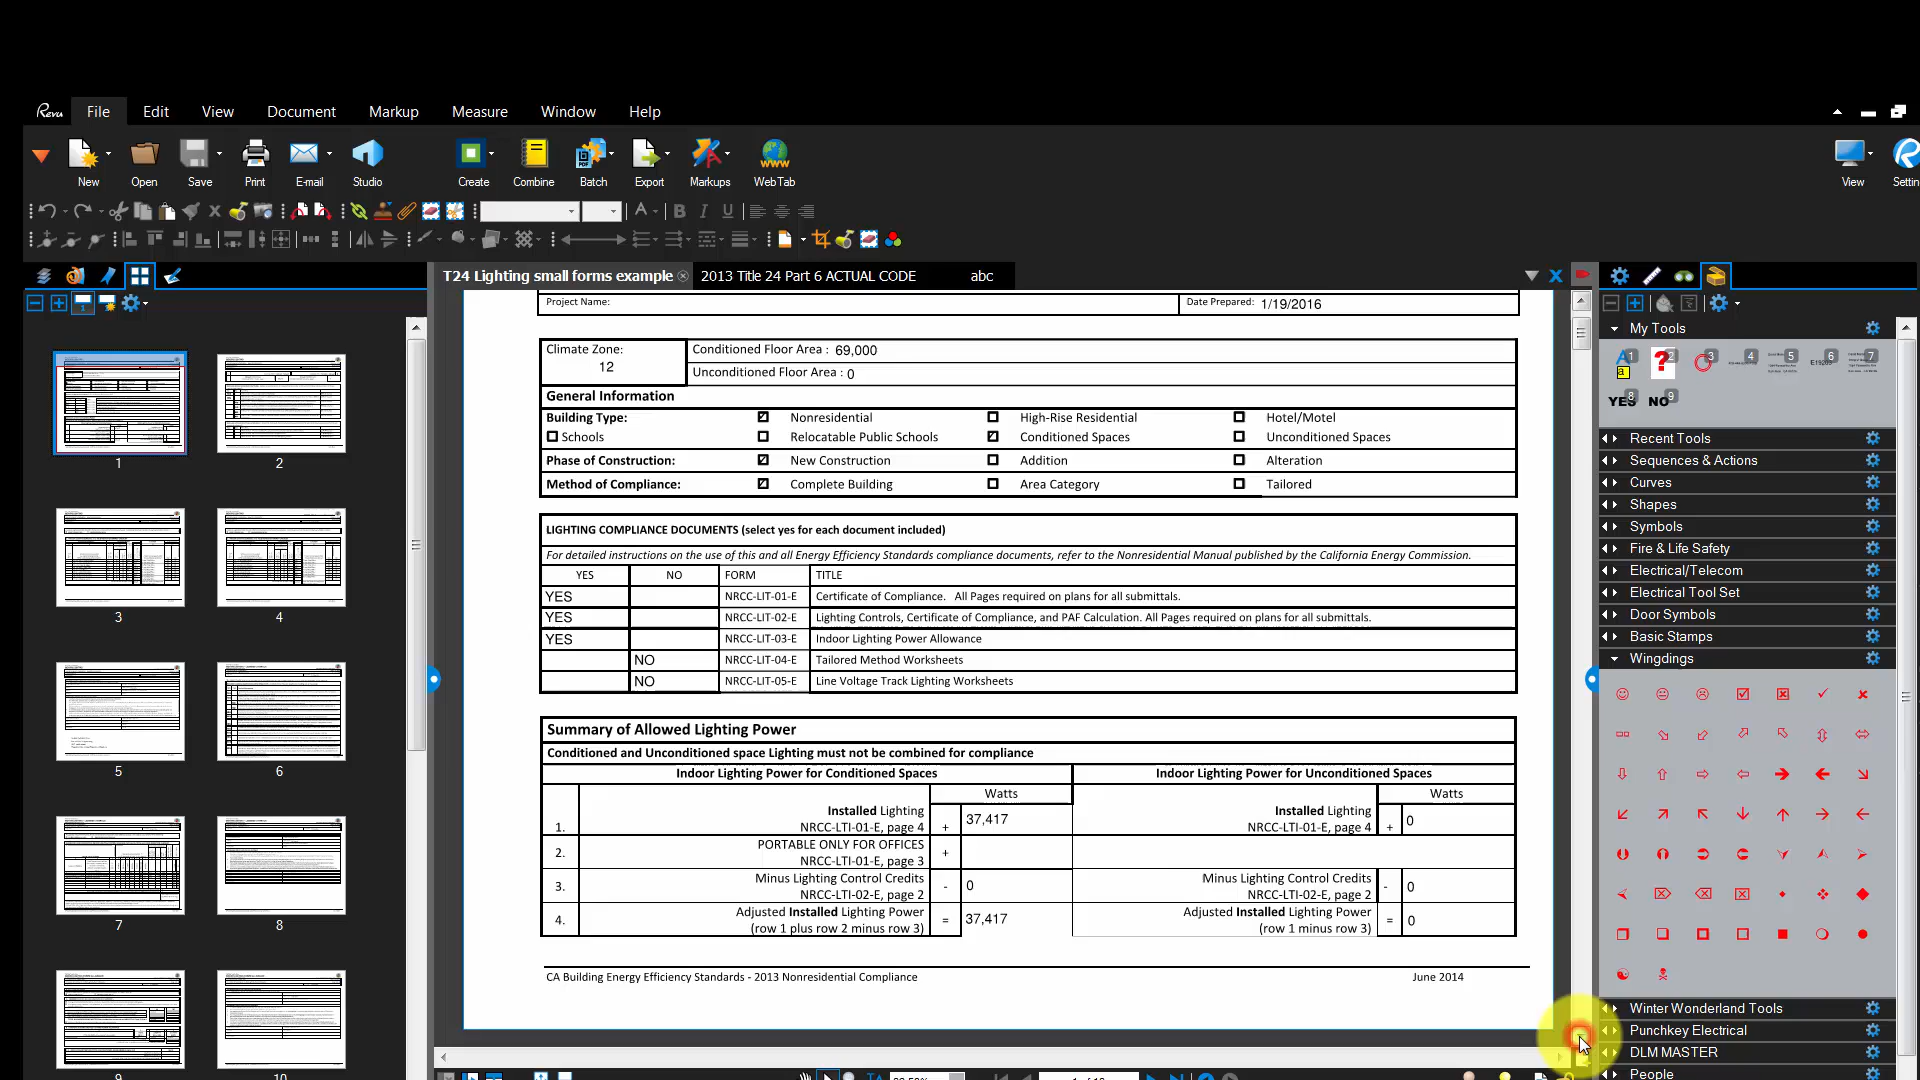 Revu File Edit View Document Markup Measure Window Help
New Open Save Print E-mail Studio Create Combine Batch Export Markups WebTab View Settin
T24 Lighting small forms example 2013 Title 24 Part 6 ACTUAL CODE abc
Project Name: Date Prepared: 1/19/2016
Climate Zone: 12
Conditioned Floor Area : 69,000
Unconditioned Floor Area : 0
General Information
Building Type: Nonresidential High-Rise Residential Hotel/Motel
Schools Relocatable Public Schools Conditioned Spaces Unconditioned Spaces
Phase of Construction: New Construction Addition Alteration
Method of Compliance: Complete Building Area Category Tailored
LIGHTING COMPLIANCE DOCUMENTS (select yes for each document included)
For detailed instructions on the use of this and all Energy Efficiency Standards compliance documents, refer to the Nonresidential Manual published by the California Energy Commission.
YES NO FORM TITLE
YES NRCC-LIT-01-E Certificate of Compliance. All Pages required on plans for all submittals.
YES NRCC-LIT-02-E Lighting Controls, Certificate of Compliance, and PAF Calculation. All Pages required on plans for all submittals.
YES NRCC-LIT-03-E Indoor Lighting Power Allowance
NO NRCC-LIT-04-E Tailored Method Worksheets
NO NRCC-LIT-05-E Line Voltage Track Lighting Worksheets
Summary of Allowed Lighting Power
Conditioned and Unconditioned space Lighting must not be combined for compliance
Indoor Lighting Power for Conditioned Spaces Indoor Lighting Power for Unconditioned Spaces
Watts Watts
1. Installed Lighting NRCC-LTI-01-E, page 4 + 37,417 Installed Lighting NRCC-LTI-01-E, page 4 + 0
2. PORTABLE ONLY FOR OFFICES NRCC-LTI-01-E, page 3 +
3. Minus Lighting Control Credits NRCC-LTI-02-E, page 2 - 0 Minus Lighting Control Credits NRCC-LTI-02-E, page 2 - 0
4. Adjusted Installed Lighting Power (row 1 plus row 2 minus row 3) = 37,417 Adjusted Installed Lighting Power (row 1 minus row 3) = 0
CA Building Energy Efficiency Standards - 2013 Nonresidential Compliance June 2014
1 2
3 4
5 6
7 8
9 10
My Tools
1 2 3 4 5 6 7
YES 8 NO 9
Recent Tools
Sequences & Actions
Curves
Shapes
Symbols
Fire & Life Safety
Electrical/Telecom
Electrical Tool Set
Door Symbols
Basic Stamps
Wingdings
Winter Wonderland Tools
Punchkey Electrical
DLM MASTER
People